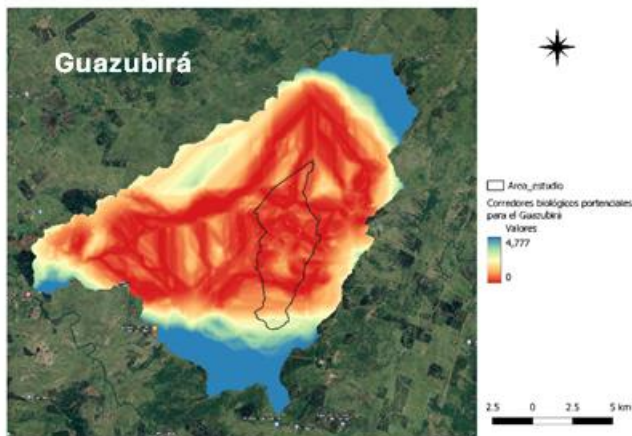 Guazubirá
Area_estudio
Corredores biológicos portenciales
para el Guazubirá
Valores
4,777
0
2.5 0 2.5 5 km